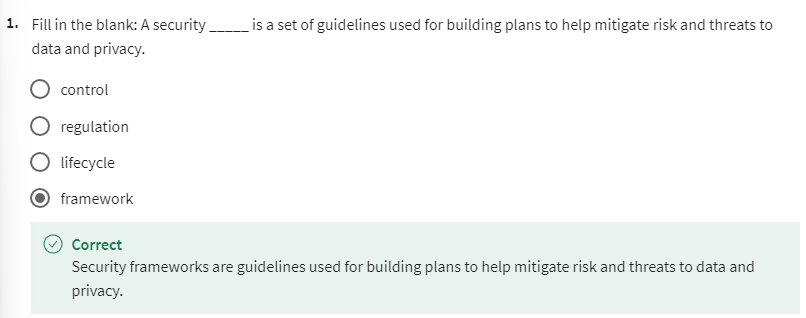 1. Fill in the blank: A security _____ is a set of guidelines used for building plans to help mitigate risk and threats to
data and privacy.
control
regulation
lifecycle
framework
Correct
Security frameworks are guidelines used for building plans to help mitigate risk and threats to data and
privacy.